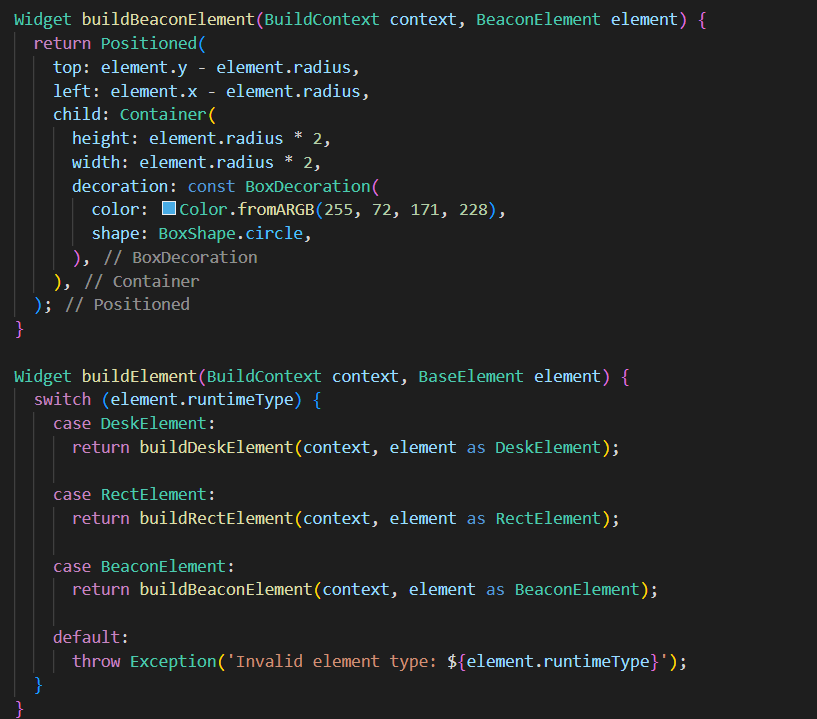 Widget buildBeaconElement(BuildContext context, BeaconElement element) {
  return Positioned(
    top: element.y - element.radius,
    left: element.x - element.radius,
    child: Container(
      height: element.radius * 2,
      width: element.radius * 2,
      decoration: const BoxDecoration(
        color: Color.fromARGB(255, 72, 171, 228),
        shape: BoxShape.circle,
      ), // BoxDecoration
    ), // Container
  ); // Positioned
}

Widget buildElement(BuildContext context, BaseElement element) {
  switch (element.runtimeType) {
    case DeskElement:
      return buildDeskElement(context, element as DeskElement);

    case RectElement:
      return buildRectElement(context, element as RectElement);

    case BeaconElement:
      return buildBeaconElement(context, element as BeaconElement);

    default:
      throw Exception('Invalid element type: ${element.runtimeType}');
  }
}